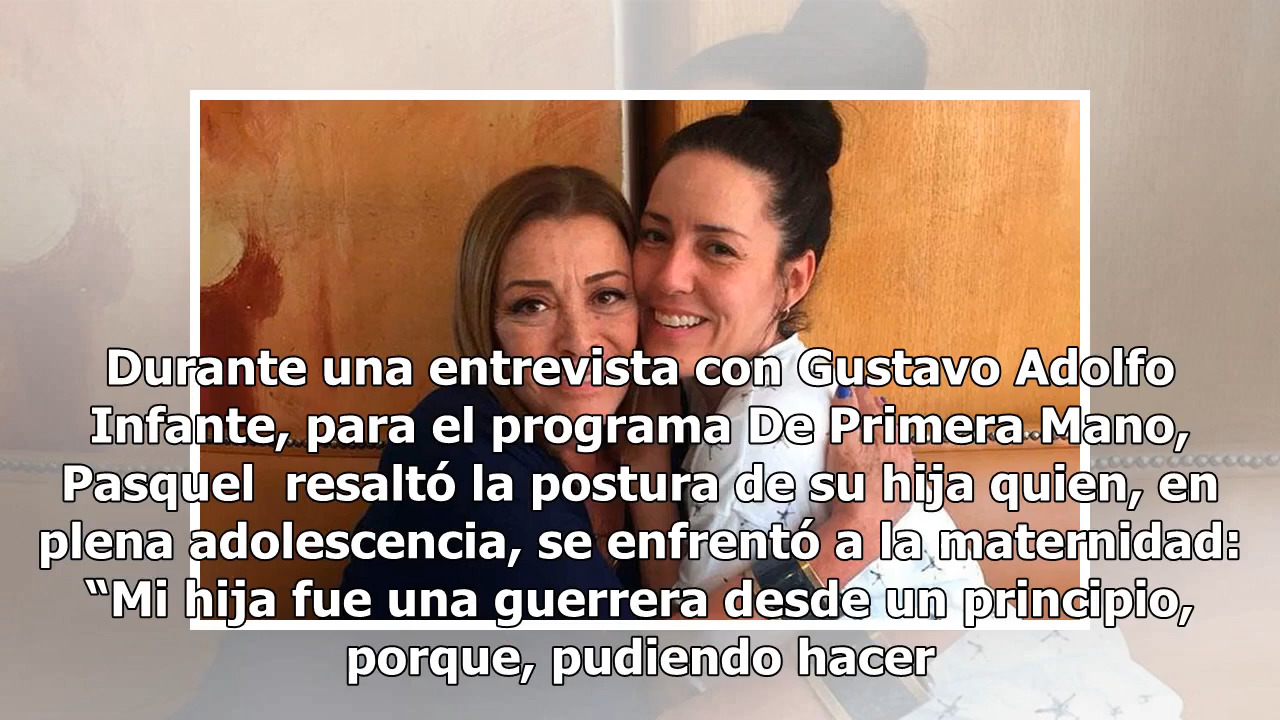 Durante una entrevista con Gustavo Adolfo
Infante, para el programa De Primera Mano,
Pasquel  resaltó la postura de su hija quien, en
plena adolescencia, se enfrentó a la maternidad:
“Mi hija fue una guerrera desde un principio,
porque, pudiendo hacer